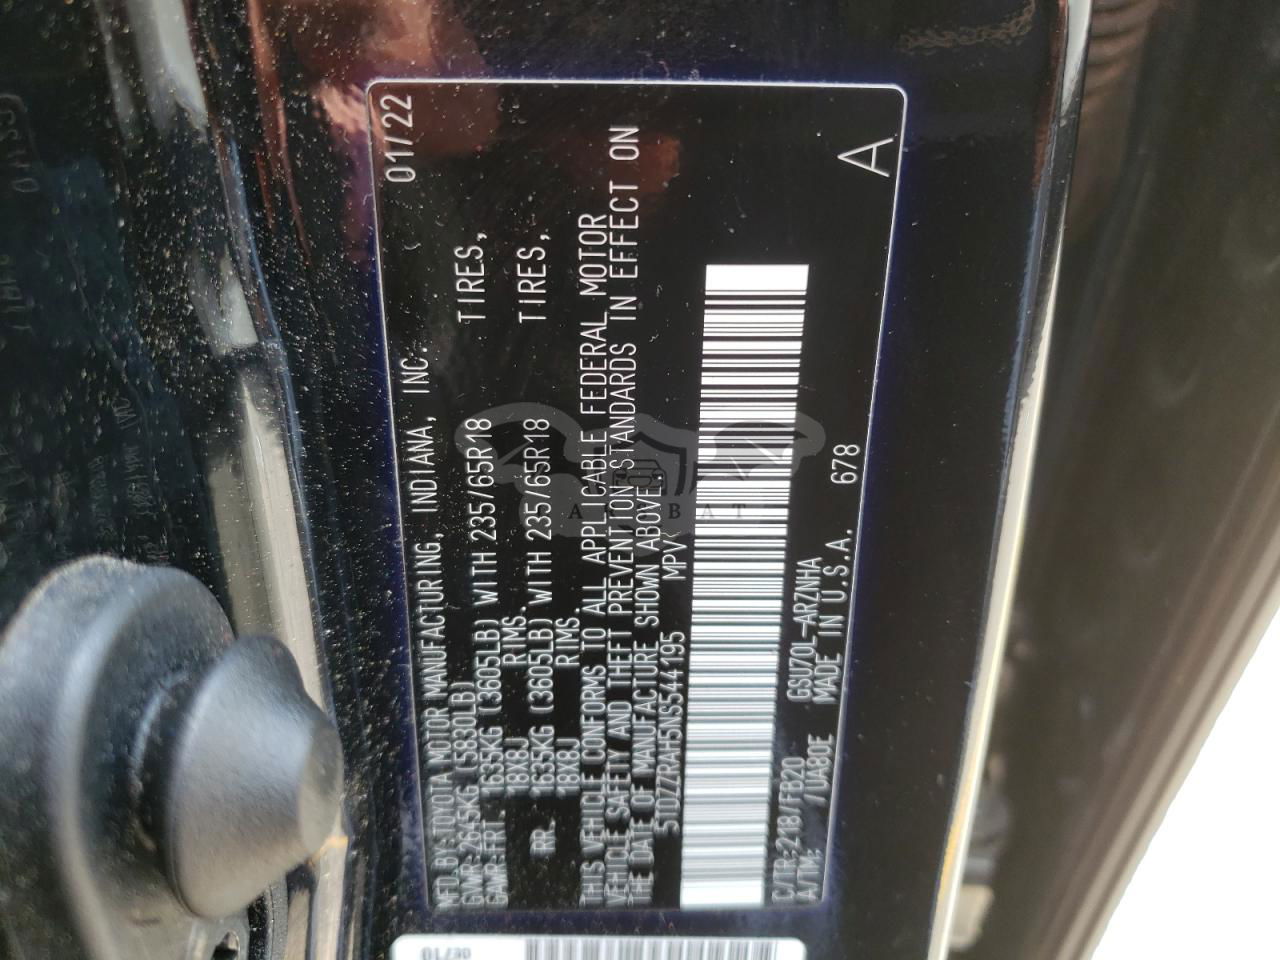 MFD.BY:TOYOTA MOTOR MANUFACTURING, INDIANA, INC. 01/22
GVWR:2645KG (5830LB)
GAWR:FRT. 1635KG (3605LB) WITH 235/65R18 TIRES,
18X8J RIMS.
RR. 1635KG (3605LB) WITH 235/65R18 TIRES,
18X8J RIMS.
THIS VEHICLE CONFORMS TO ALL APPLICABLE FEDERAL MOTOR
VEHICLE SAFETY AND THEFT PREVENTION STANDARDS IN EFFECT ON
THE DATE OF MANUFACTURE SHOWN ABOVE.
5TDZZRAH5NS544195 MPV
C/TR:218/FB20 GSU70L-ARZNHA
A/TM: /UA80E MADE IN U.S.A. 678
A
06/10